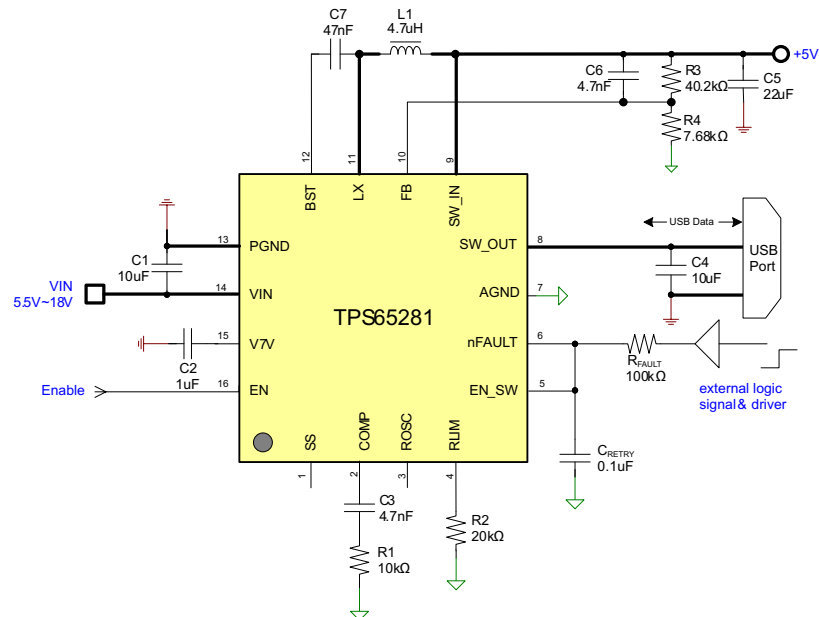 C7
47nF
L1
4.7uH
+5V
C6
4.7nF
R3
40.2kΩ
C5
22uF
R4
7.68kΩ
12
11
10
9
BST
LX
FB
SW_IN
13
PGND
SW_OUT
8
USB Data
USB
Port
C1
10uF
C4
10uF
VIN
5.5V~18V
14
VIN
AGND
7
TPS65281
15
V7V
nFAULT
6
C2
1uF
RFAULT
100kΩ
Enable
16
EN
EN_SW
5
external logic
signal & driver
SS
COMP
ROSC
RLIM
CRETRY
0.1uF
1
2
3
4
C3
4.7nF
R2
20kΩ
R1
10kΩ